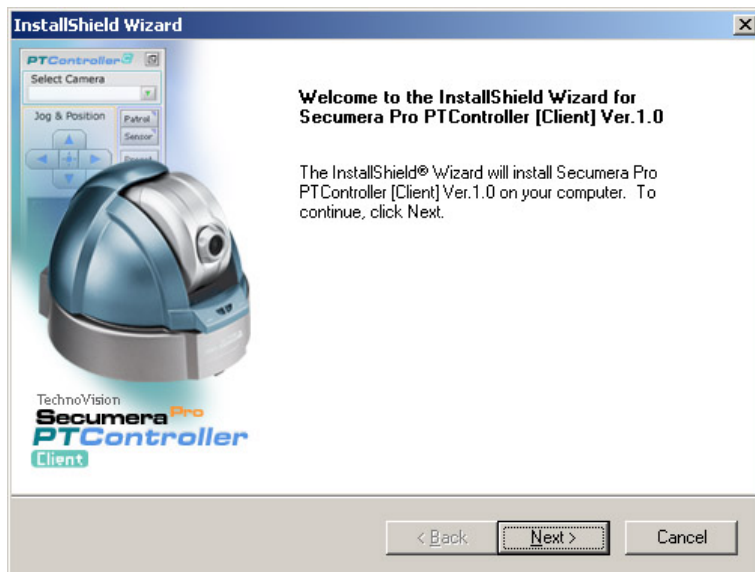 InstallShield Wizard
PTController3
Select Camera
Jog & Position
Patrol
Sensor
Welcome to the InstallShield Wizard for
Secumera Pro PTController [Client] Ver.1.0
The InstallShield® Wizard will install Secumera Pro
PTController [Client] Ver.1.0 on your computer. To
continue, click Next.
TechnoVision
Secumera Pro
PTController
Client
< Back
Next >
Cancel